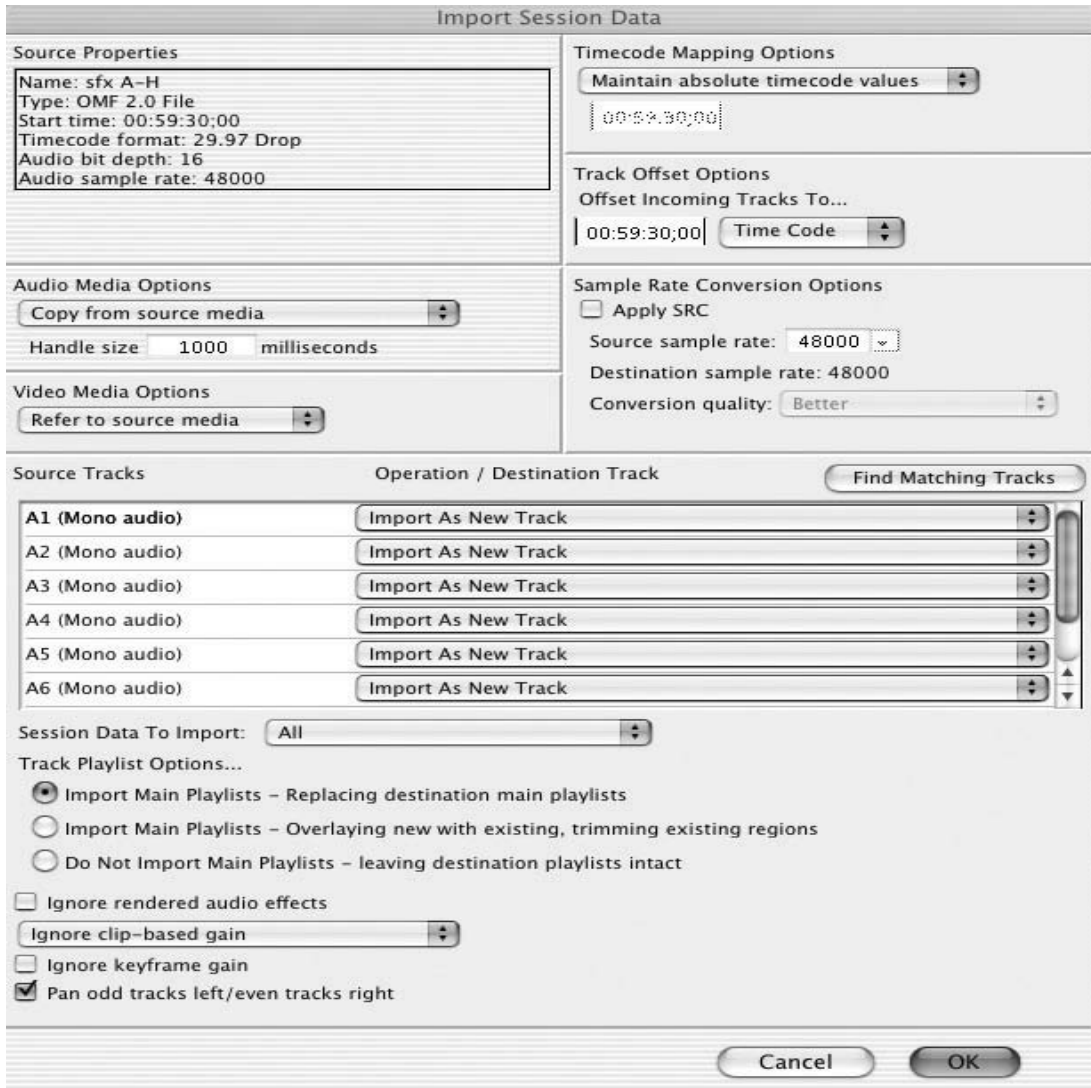 Import Session Data
Source Properties
Name: sfx A-H
Type: OMF 2.0 File
Start time: 00:59:30;00
Timecode format: 29.97 Drop
Audio bit depth: 16
Audio sample rate: 48000
Timecode Mapping Options
Maintain absolute timecode values
00:59:30;00
Track Offset Options
Offset Incoming Tracks To...
00:59:30;00 Time Code
Audio Media Options
Copy from source media
Handle size 1000 milliseconds
Video Media Options
Refer to source media
Sample Rate Conversion Options
Apply SRC
Source sample rate: 48000
Destination sample rate: 48000
Conversion quality: Better
Source Tracks Operation / Destination Track Find Matching Tracks
A1 (Mono audio) Import As New Track
A2 (Mono audio) Import As New Track
A3 (Mono audio) Import As New Track
A4 (Mono audio) Import As New Track
A5 (Mono audio) Import As New Track
A6 (Mono audio) Import As New Track
Session Data To Import: All
Track Playlist Options...
Import Main Playlists - Replacing destination main playlists
Import Main Playlists - Overlaying new with existing, trimming existing regions
Do Not Import Main Playlists - leaving destination playlists intact
Ignore rendered audio effects
Ignore clip-based gain
Ignore keyframe gain
Pan odd tracks left/even tracks right
Cancel OK